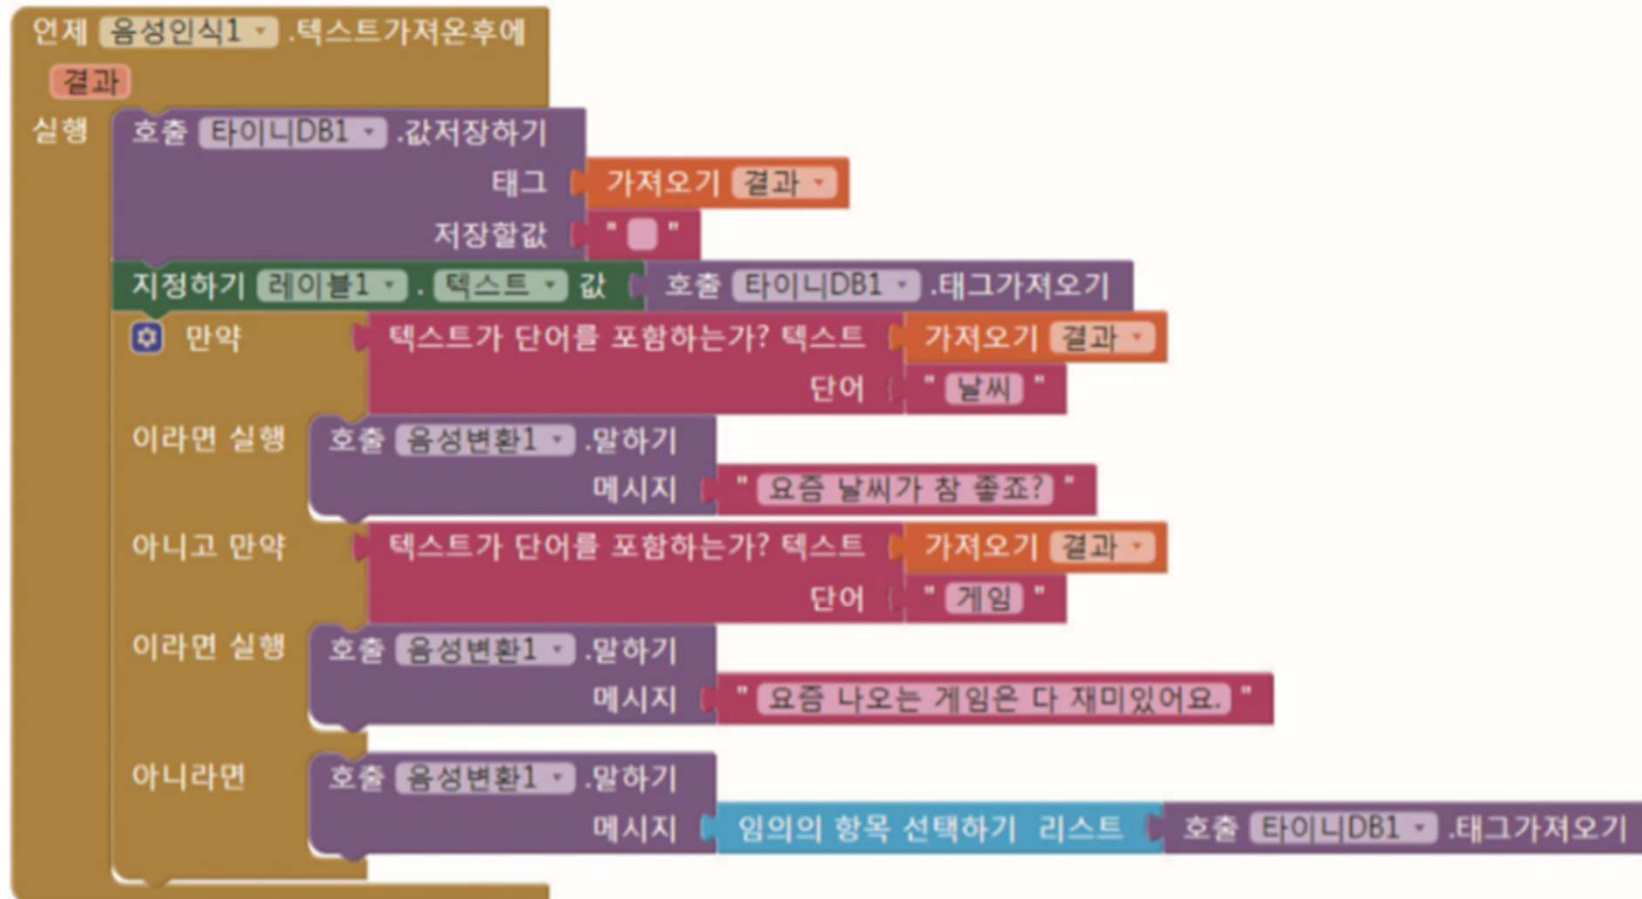 언제 음성인식1 .텍스트가져온후에
결과
실행 호출 타이니DB1 .값저장하기
태그 가져오기 결과
저장할값 " "
지정하기 레이블1 . 텍스트 값 호출 타이니DB1 .태그가져오기
만약 텍스트가 단어를 포함하는가? 텍스트 가져오기 결과
단어 " 날씨 "
이라면 실행 호출 음성변환1 .말하기
메시지 " 요즘 날씨가 참 좋죠? "
아니고 만약 텍스트가 단어를 포함하는가? 텍스트 가져오기 결과
단어 " 게임 "
이라면 실행 호출 음성변환1 .말하기
메시지 " 요즘 나오는 게임은 다 재미있어요. "
아니라면 호출 음성변환1 .말하기
메시지 임의의 항목 선택하기 리스트 호출 타이니DB1 .태그가져오기